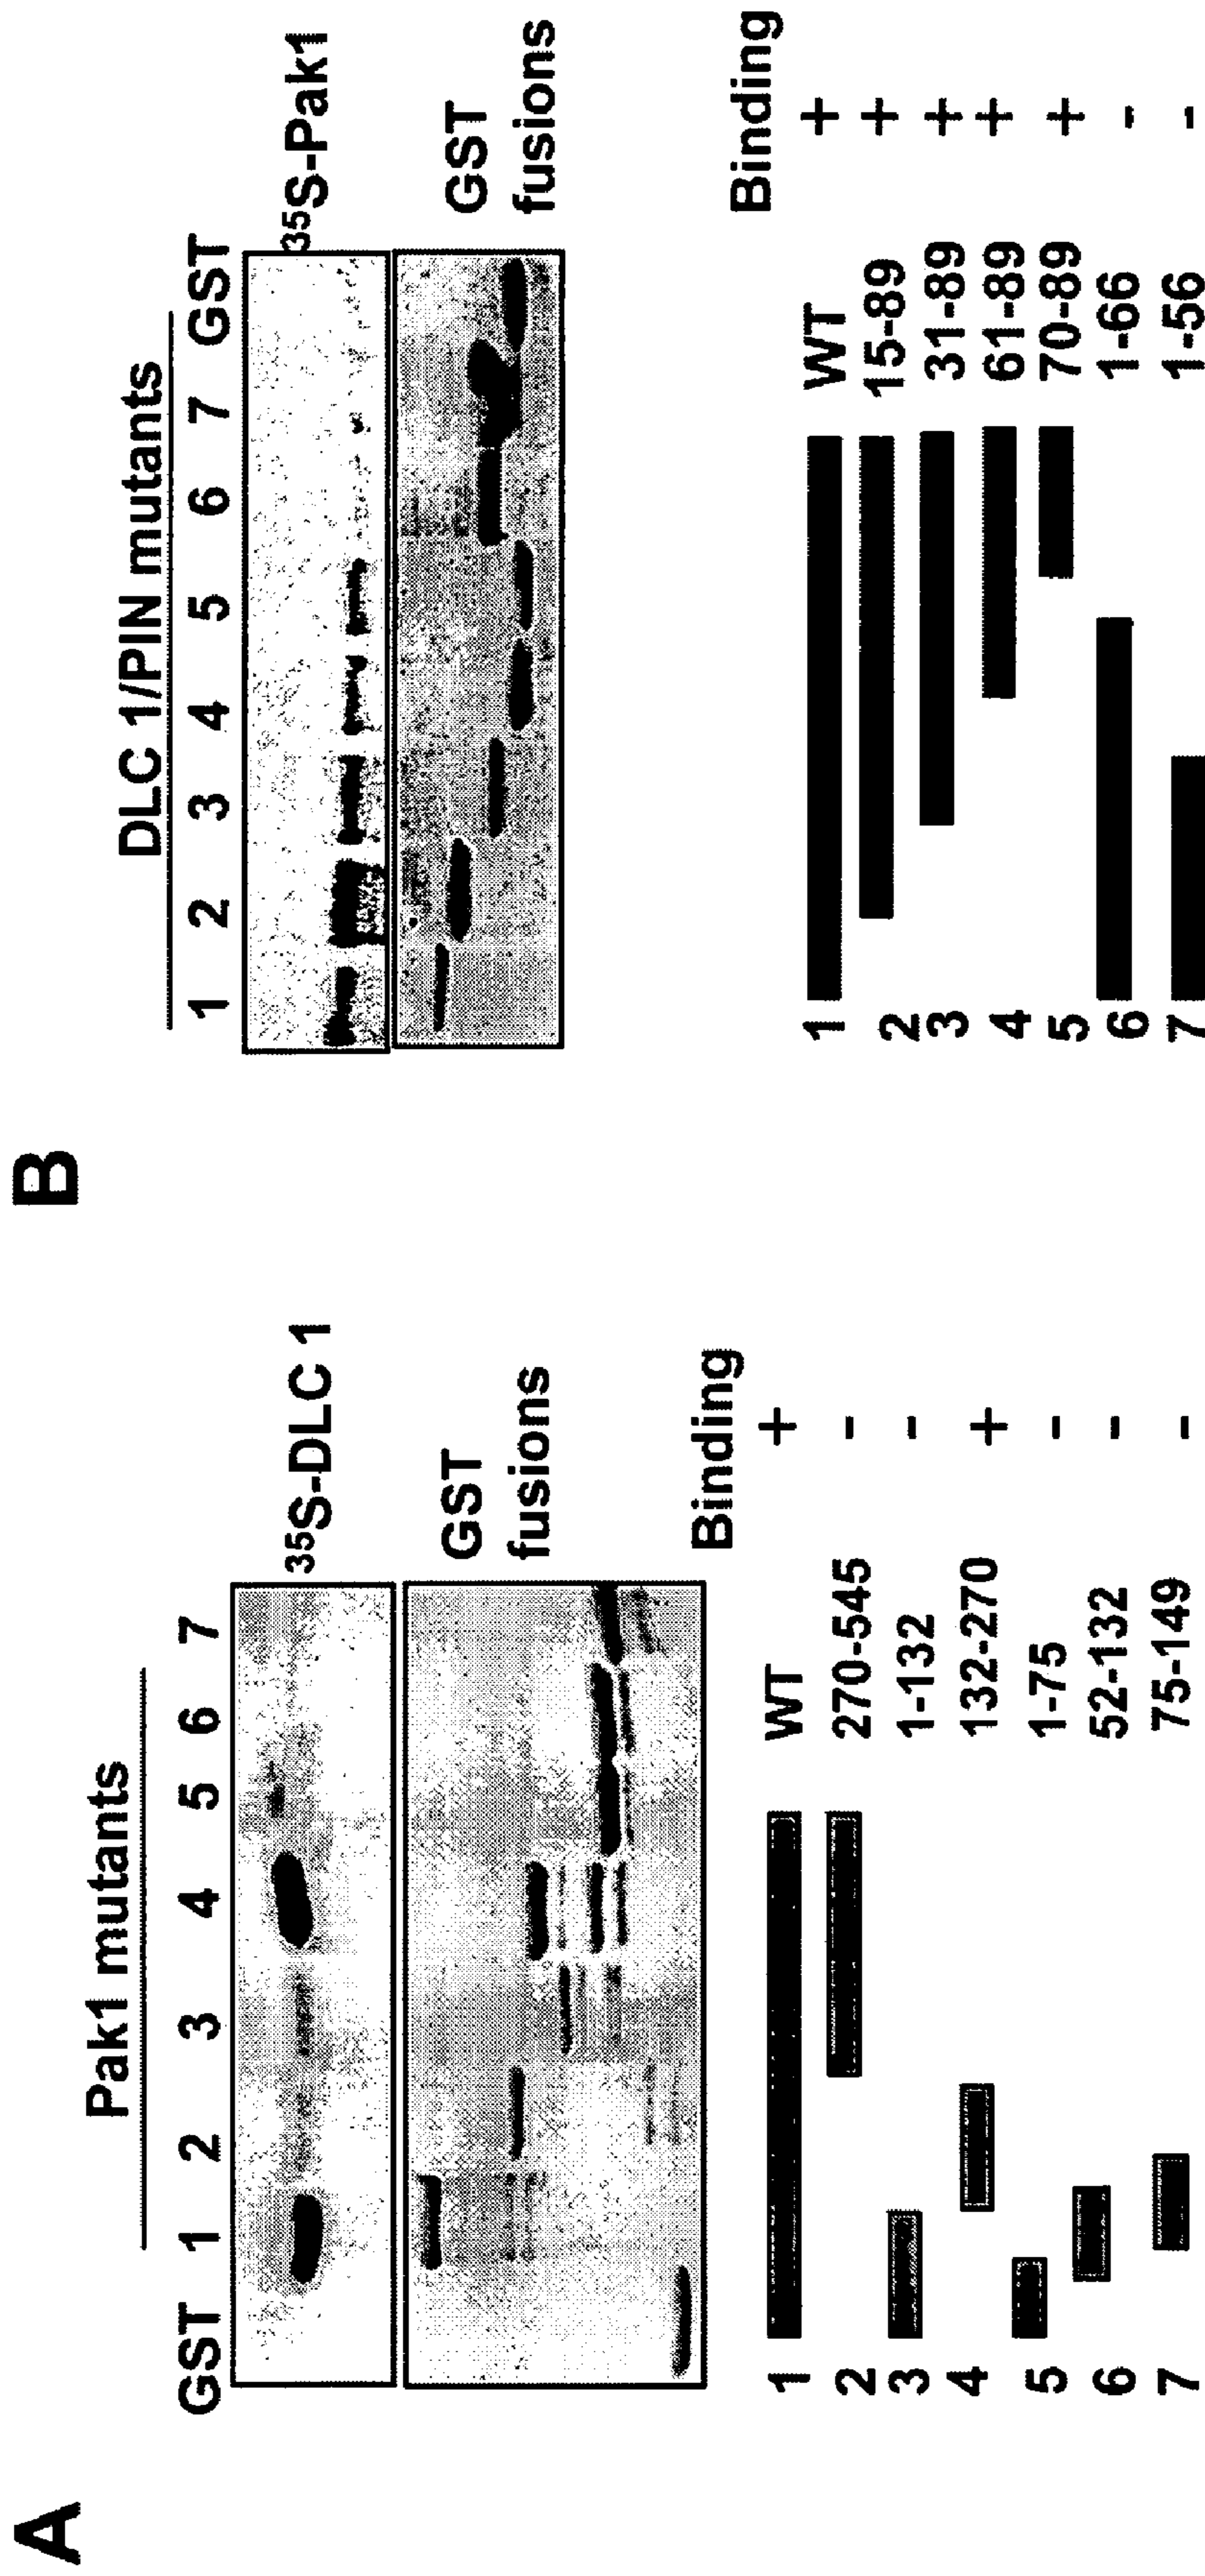 A
Pak1 mutants
GST 1 2 3 4 5 6 7
35S-DLC 1
GST
fusions
Binding
1 WT +
2 270-545 -
3 1-132 -
4 132-270 +
5 1-75 -
6 52-132 -
7 75-149 -
B
DLC 1/PIN mutants
1 2 3 4 5 6 7 GST
35S-Pak1
GST
fusions
Binding
1 WT +
2 15-89 +
3 31-89 +
4 61-89 +
5 70-89 +
6 1-66 -
7 1-56 -